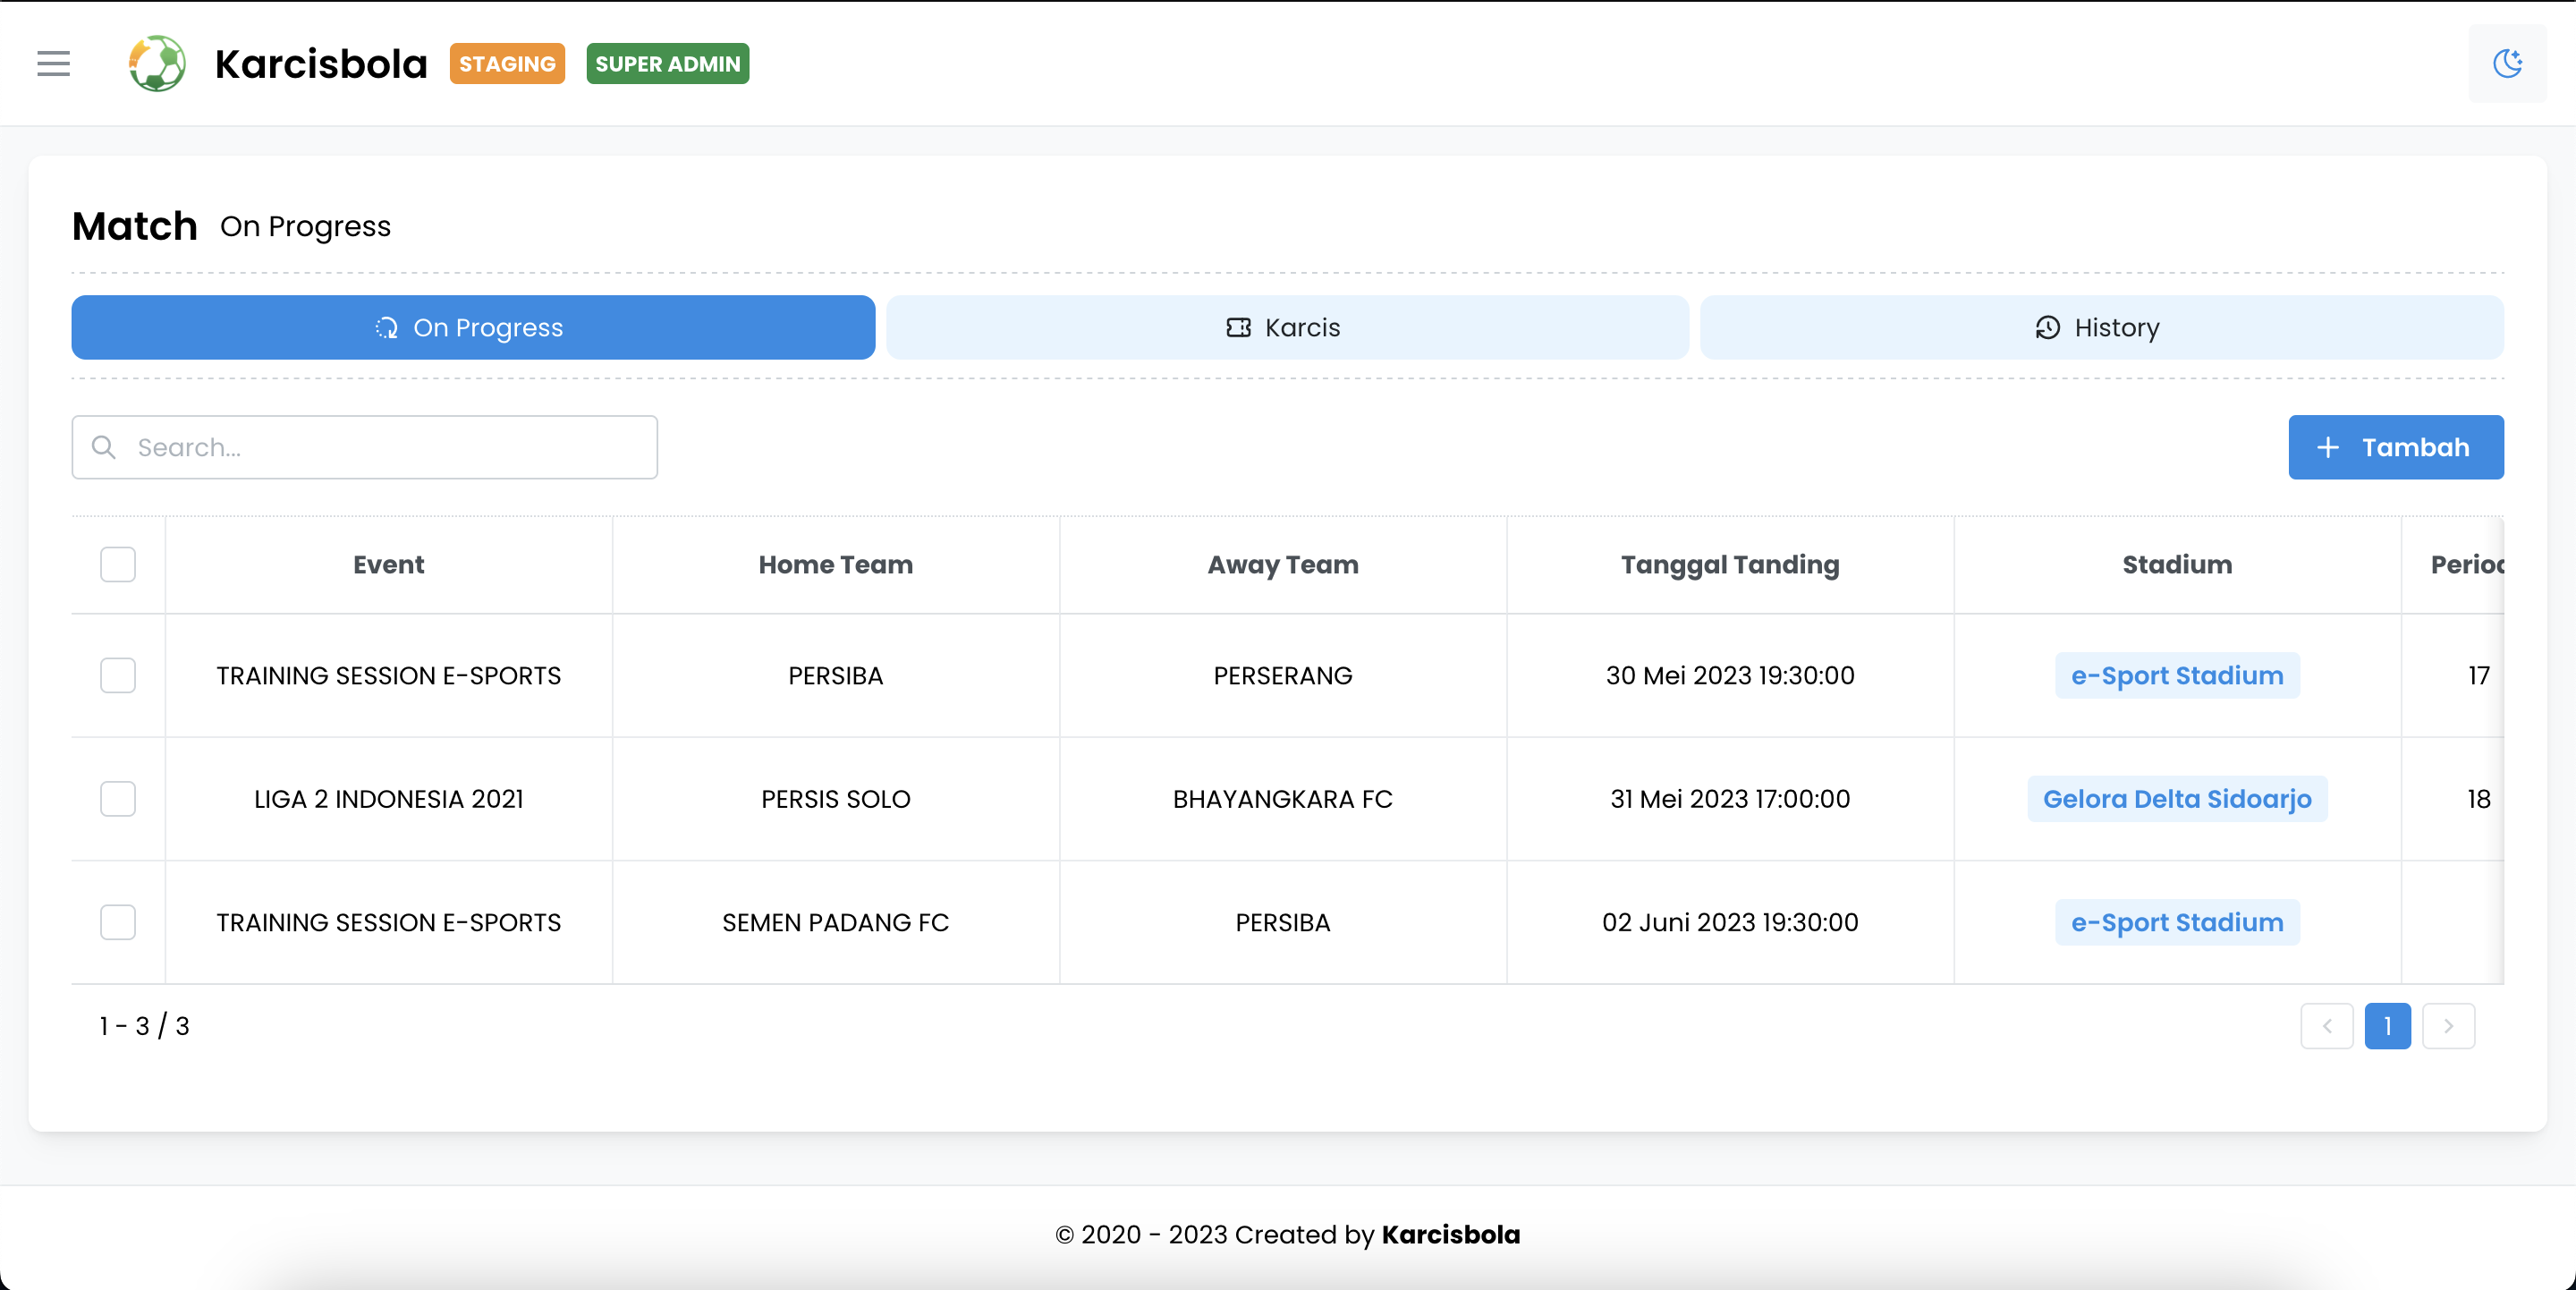 Karcisbola STAGING SUPER ADMIN
Match On Progress
On Progress Karcis History
Search... Tambah
Event Home Team Away Team Tanggal Tanding Stadium
TRAINING SESSION E-SPORTS PERSIBA PERSERANG 30 Mei 2023 19:30:00 e-Sport Stadium 17
LIGA 2 INDONESIA 2021 PERSIS SOLO BHAYANGKARA FC 31 Mei 2023 17:00:00 Gelora Delta Sidoarjo 18
TRAINING SESSION E-SPORTS SEMEN PADANG FC PERSIBA 02 Juni 2023 19:30:00 e-Sport Stadium
1 - 3 / 3 1
© 2020 - 2023 Created by Karcisbola